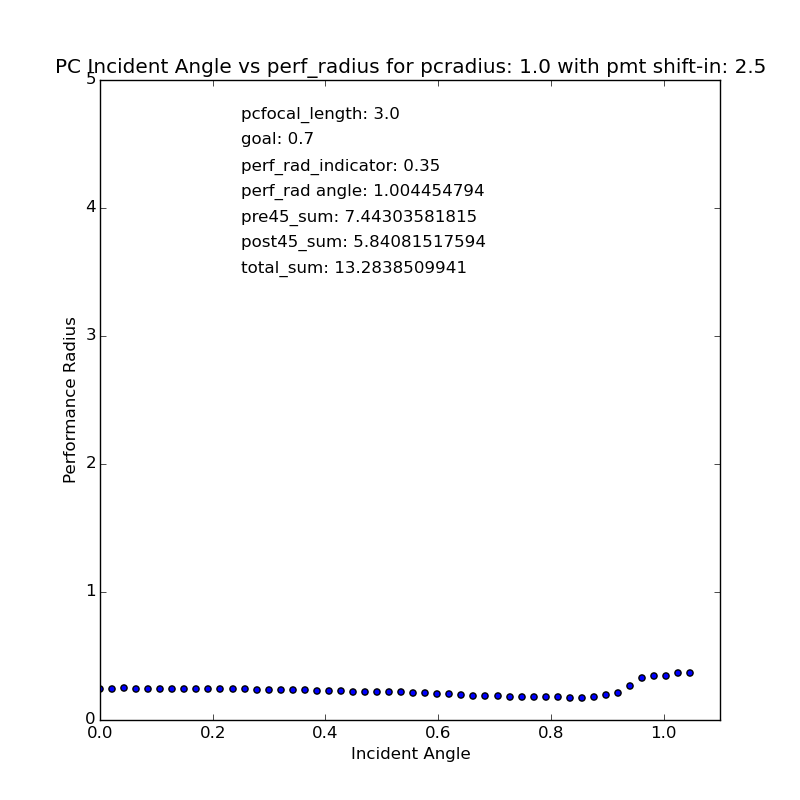 PC Incident Angle vs perf_radius for pcradius: 1.0 with pmt shift-in: 2.5
5
pcfocal_length: 3.0
goal: 0.7
perf_rad_indicator: 0.35
perf_rad angle: 1.004454794
pre45_sum: 7.44303581815
post45_sum: 5.84081517594
total_sum: 13.2838509941
4
3
2
1
0
Performance Radius
0.0 0.2 0.4 0.6 0.8 1.0
Incident Angle